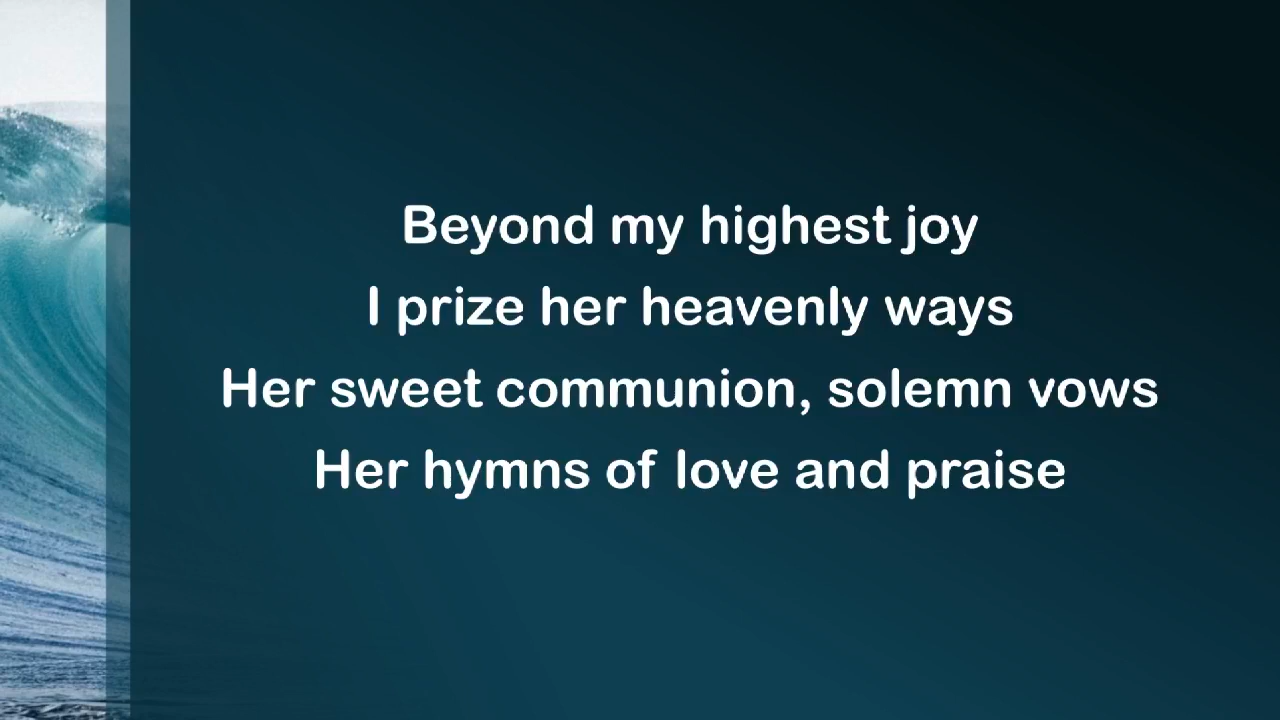 Beyond my highest joy
I prize her heavenly ways
Her sweet communion, solemn vows
Her hymns of love and praise